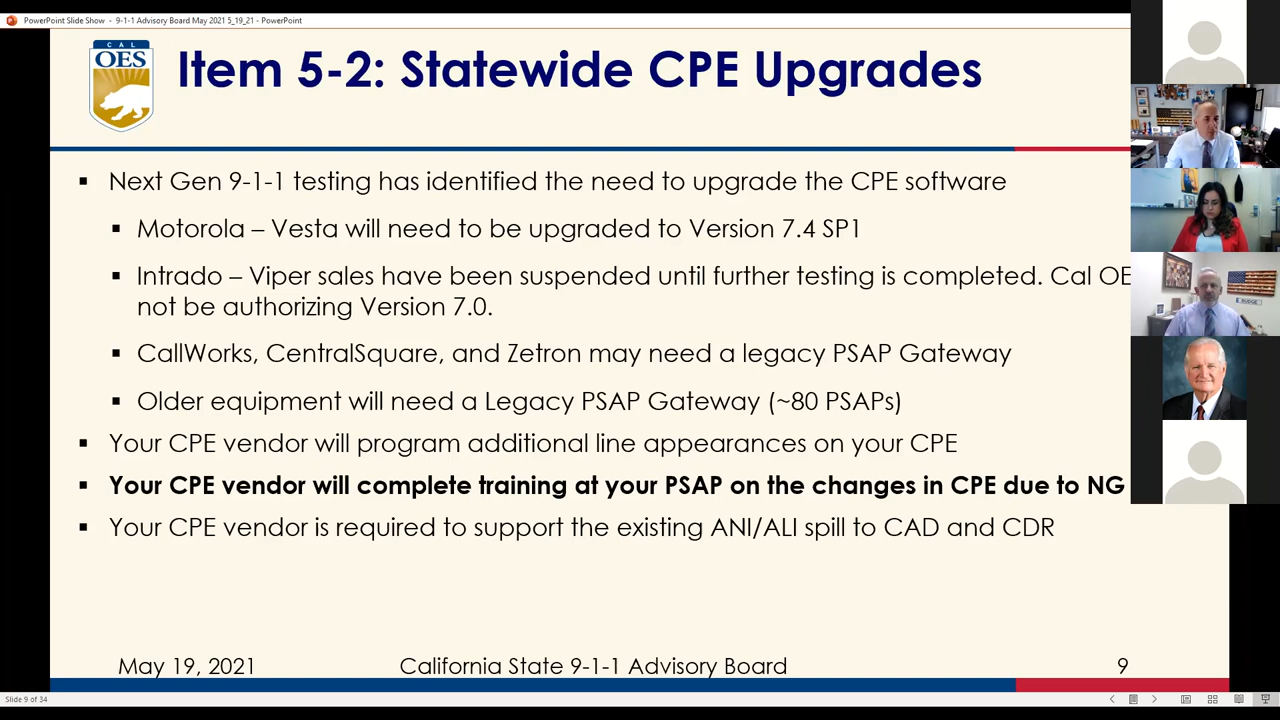 PowerPoint Slide Show - 9-1-1 Advisory Board May 2021 5_19_21 - PowerPoint
CAL
OES
Item 5-2: Statewide CPE Upgrades
▪ Next Gen 9-1-1 testing has identified the need to upgrade the CPE software
▪ Motorola – Vesta will need to be upgraded to Version 7.4 SP1
▪ Intrado – Viper sales have been suspended until further testing is completed. Cal OE
not be authorizing Version 7.0.
▪ CallWorks, CentralSquare, and Zetron may need a legacy PSAP Gateway
▪ Older equipment will need a Legacy PSAP Gateway (~80 PSAPs)
▪ Your CPE vendor will program additional line appearances on your CPE
▪ Your CPE vendor will complete training at your PSAP on the changes in CPE due to NG
▪ Your CPE vendor is required to support the existing ANI/ALI spill to CAD and CDR
May 19, 2021
California State 9-1-1 Advisory Board
9
Slide 9 of 34